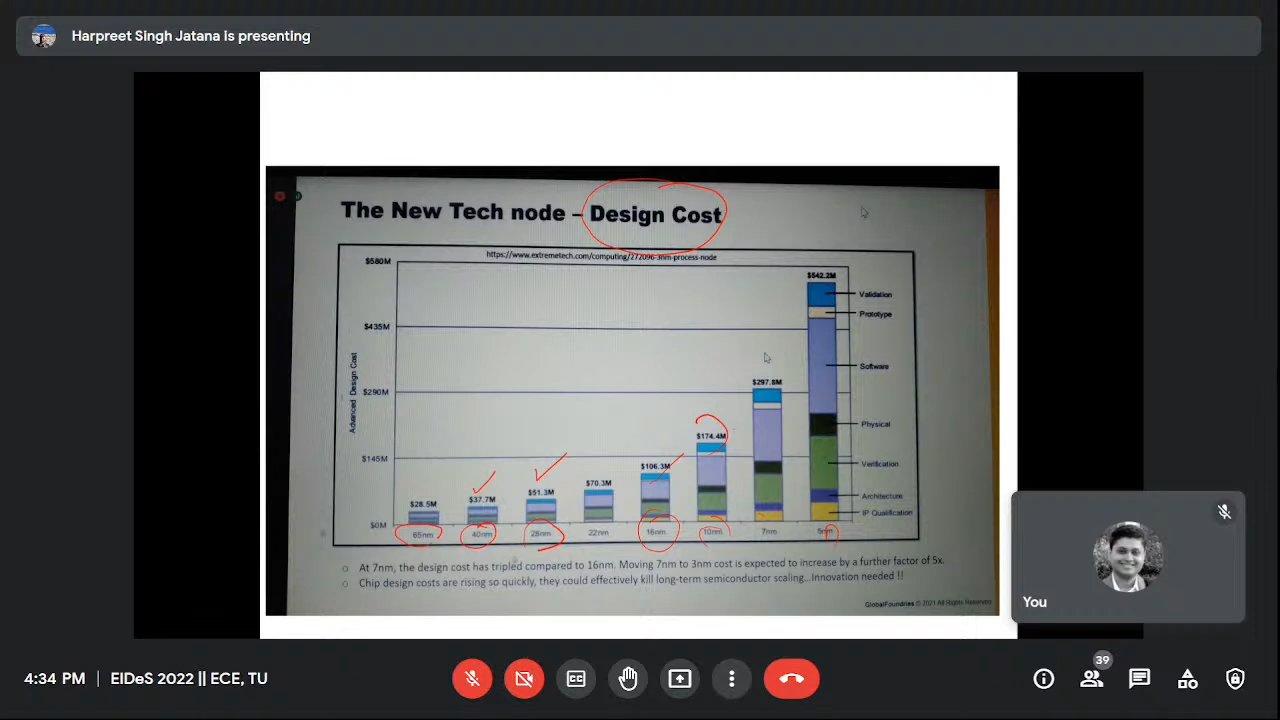 Harpreet Singh Jatana is presenting
The New Tech node – Design Cost
https://www.extremetech.com/computing/272096-3nm-process-node
Advanced Design Cost
$580M
$435M
$290M
$145M
$0M
$28.5M
$37.7M
$51.3M
$70.3M
$106.3M
$174.4M
$297.8M
$542.2M
65nm
40nm
28nm
22nm
16nm
10nm
7nm
5nm
Validation
Prototype
Software
Physical
Verification
Architecture
IP Qualification
At 7nm, the design cost has tripled compared to 16nm. Moving 7nm to 3nm cost is expected to increase by a further factor of 5x.
Chip design costs are rising so quickly, they could effectively kill long-term semiconductor scaling...Innovation needed !!
GlobalFoundries © 2021 All Rights Reserved
You
4:34 PM | EIDeS 2022 || ECE, TU
CC
39